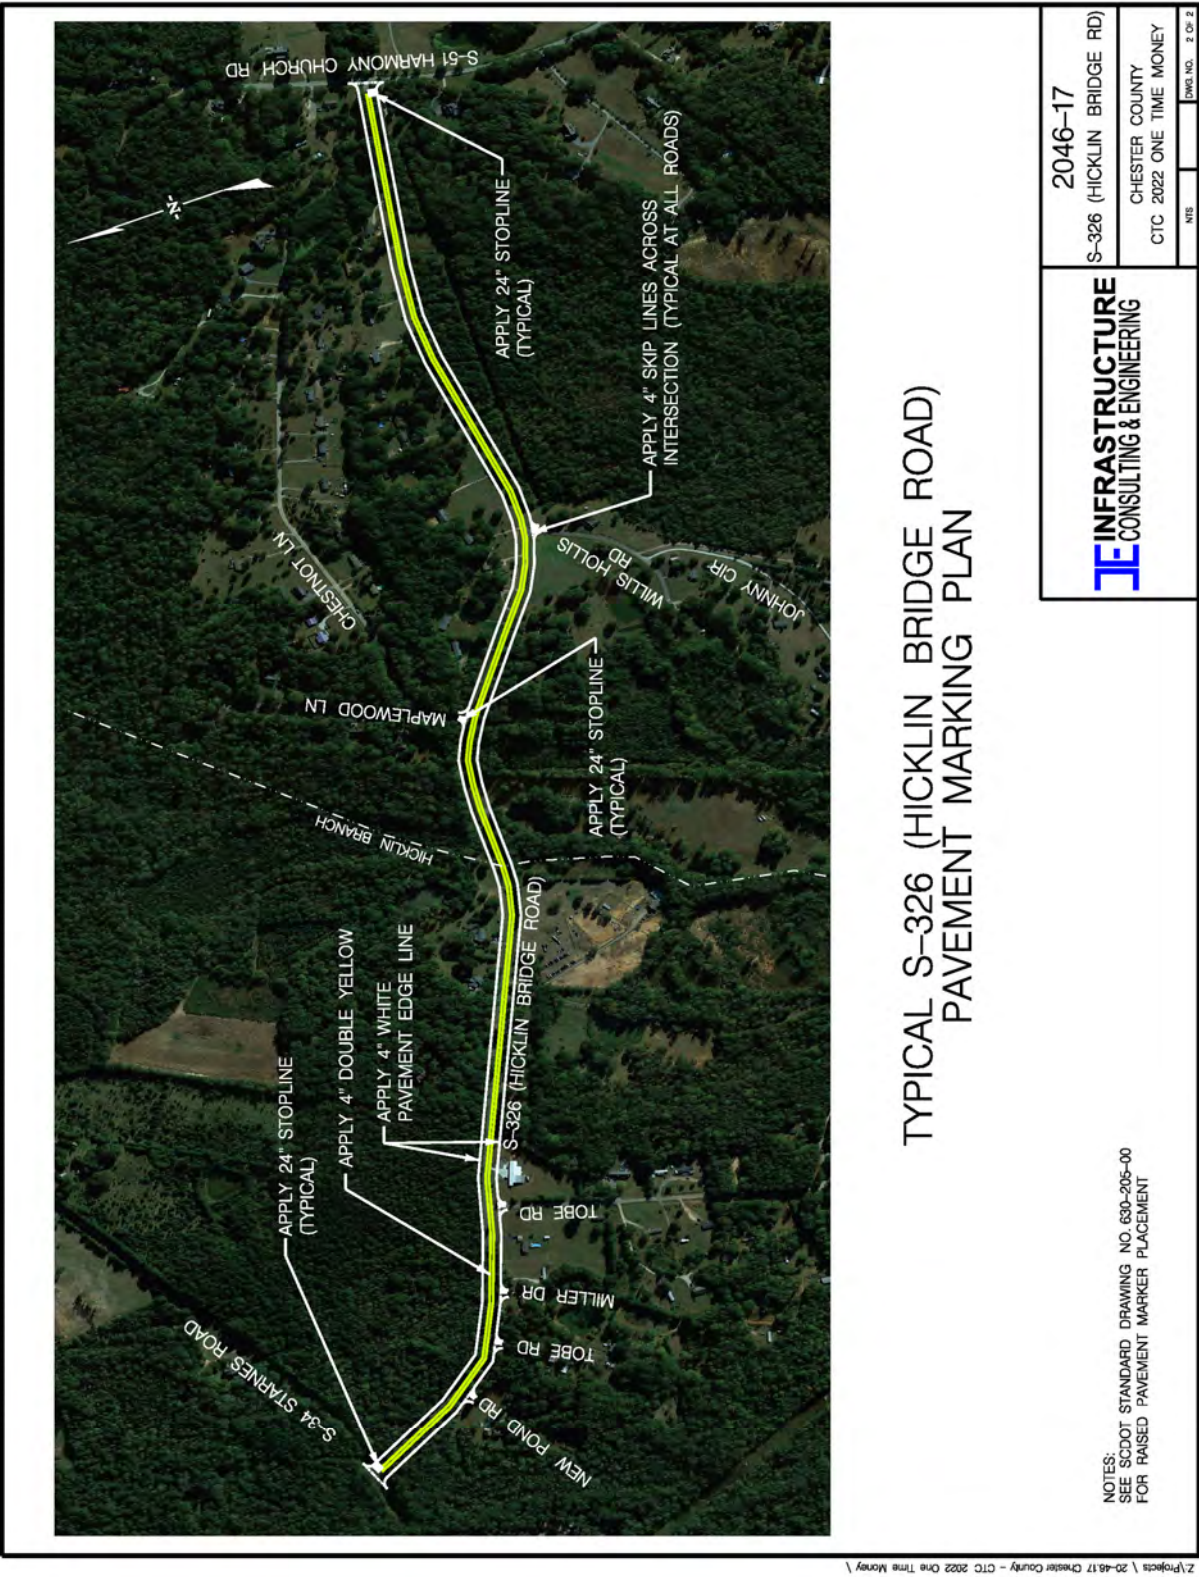 S-34 STARNES ROAD
APPLY 24" STOPLINE
(TYPICAL)
APPLY 4" DOUBLE YELLOW
APPLY 4" WHITE
PAVEMENT EDGE LINE
NEW POND RD
TOBE RD
MILLER DR
TOBE RD
S-326 (HICKLIN BRIDGE ROAD)
HICKLIN BRANCH
MAPLEWOOD LN
APPLY 24" STOPLINE
(TYPICAL)
CHESTNOT LN
WILLIS HOLLIS
RD
JOHNNY CIR
APPLY 4" SKIP LINES ACROSS
INTERSECTION (TYPICAL AT ALL ROADS)
APPLY 24" STOPLINE
(TYPICAL)
-N-
S-51 HARMONY CHURCH RD
TYPICAL S-326 (HICKLIN BRIDGE ROAD)
PAVEMENT MARKING PLAN
NOTES:
SEE SCDOT STANDARD DRAWING NO. 630-205-00
FOR RAISED PAVEMENT MARKER PLACEMENT
INFRASTRUCTURE
CONSULTING & ENGINEERING
2046-17
S-326 (HICKLIN BRIDGE RD)
CHESTER COUNTY
CTC 2022 ONE TIME MONEY
NTS
DWG. NO. 2 OF 2
Z:\Projects \ 20-46.17 Chester County - CTC 2022 One Time Money \